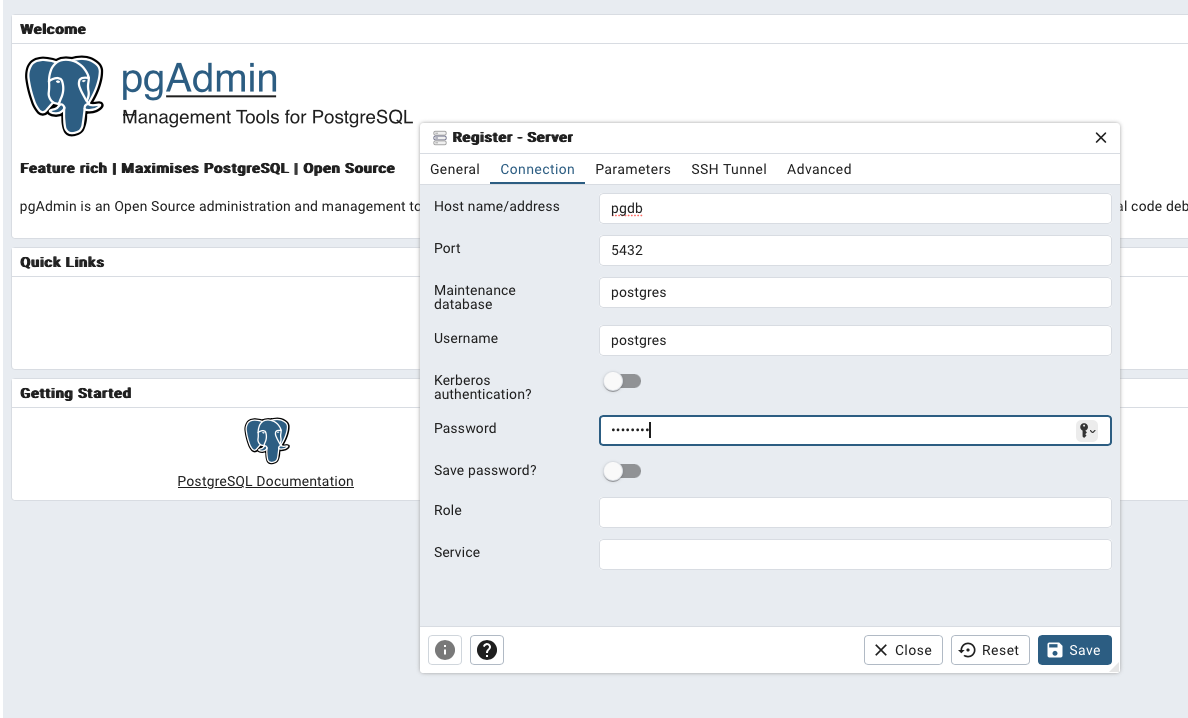 Welcome
pgAdmin
Management Tools for PostgreSQL
Feature rich | Maximises PostgreSQL | Open Source
pgAdmin is an Open Source administration and management to
al code deb
Quick Links
Getting Started
PostgreSQL Documentation
Register - Server
General Connection Parameters SSH Tunnel Advanced
Host name/address pgdb
Port 5432
Maintenance
database postgres
Username postgres
Kerberos
authentication?
Password ••••••••
Save password?
Role
Service
Close Reset Save